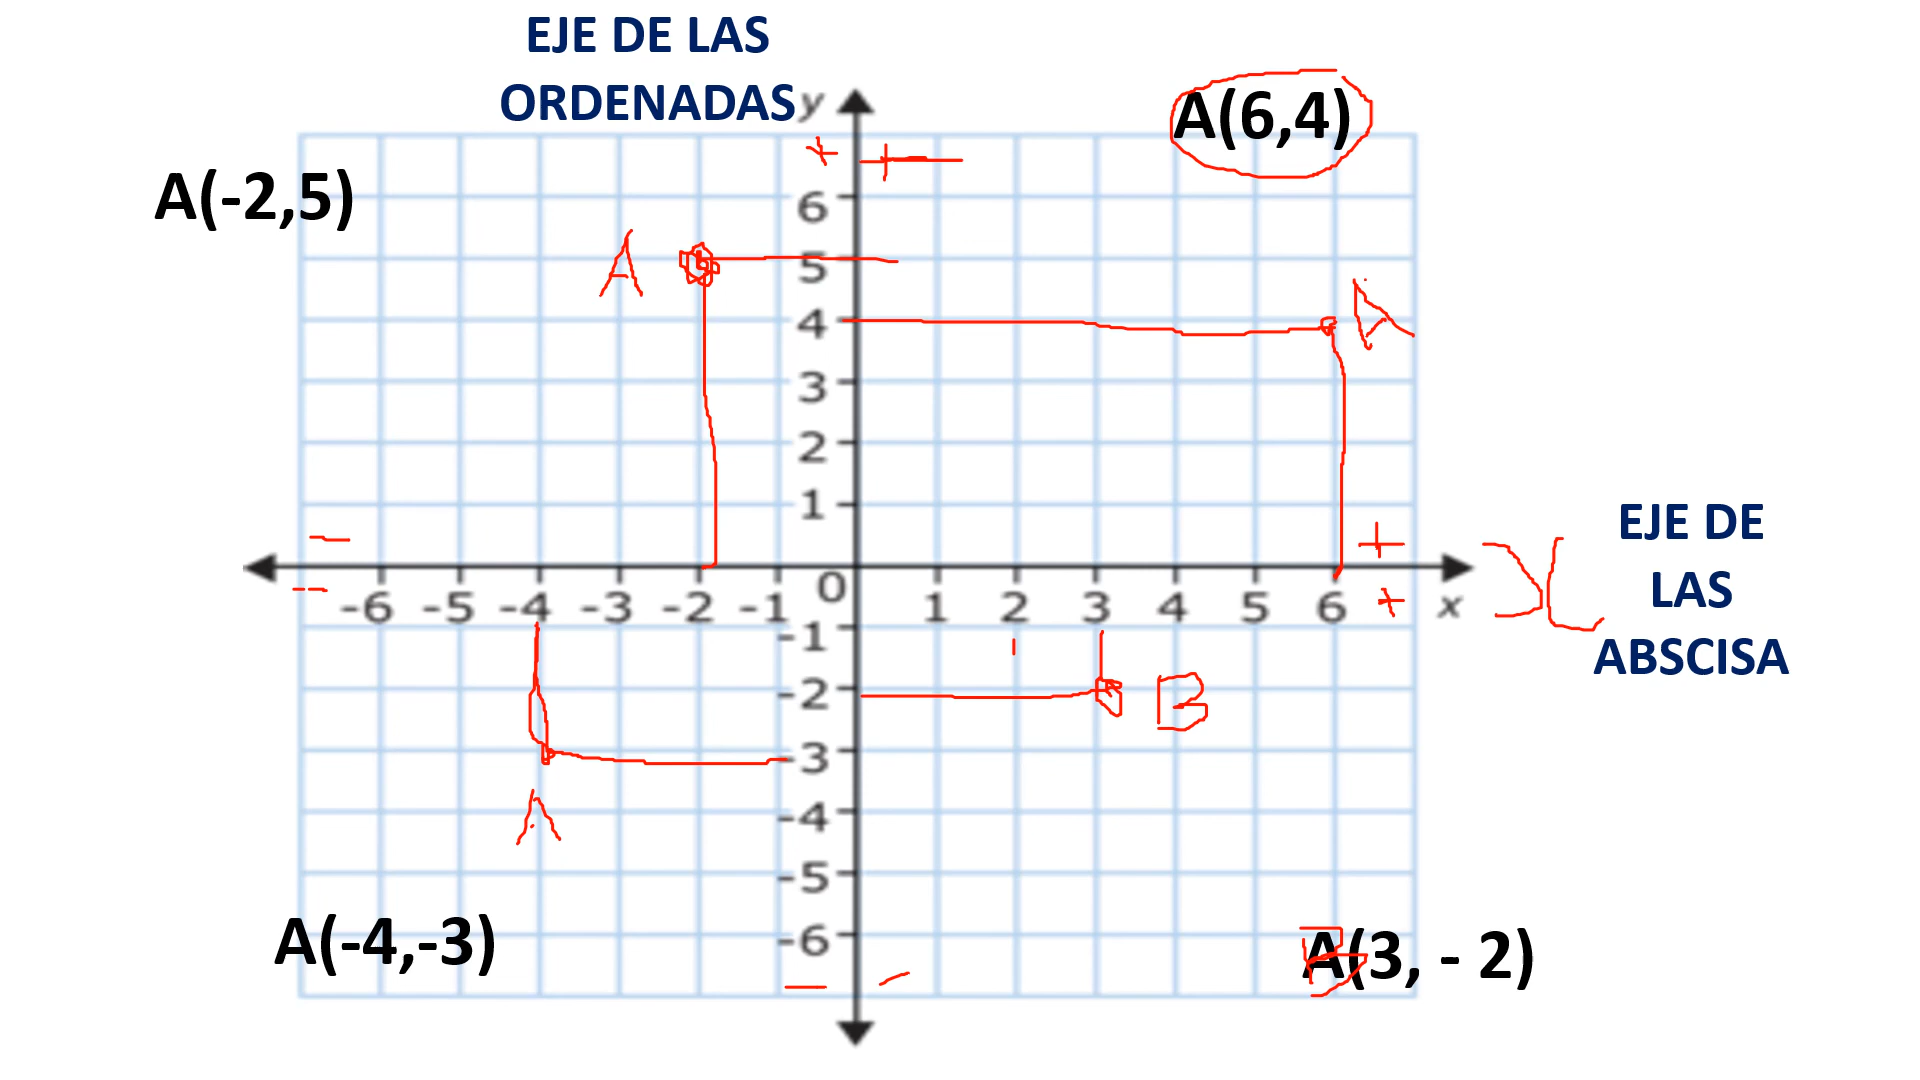 EJE DE LAS
ORDENADAS
y
A(6,4)
+
+
A(-2,5)
6
A
5
A
4
3
2
1
EJE DE
LAS
ABSCISA
+
-
-
0
-6 -5 -4 -3 -2 -1 1 2 3 4 5 6 x
+
-1
-2
B
-3
A
-4
-5
-6
A(-4,-3)
A(3, - 2)
B
-
-